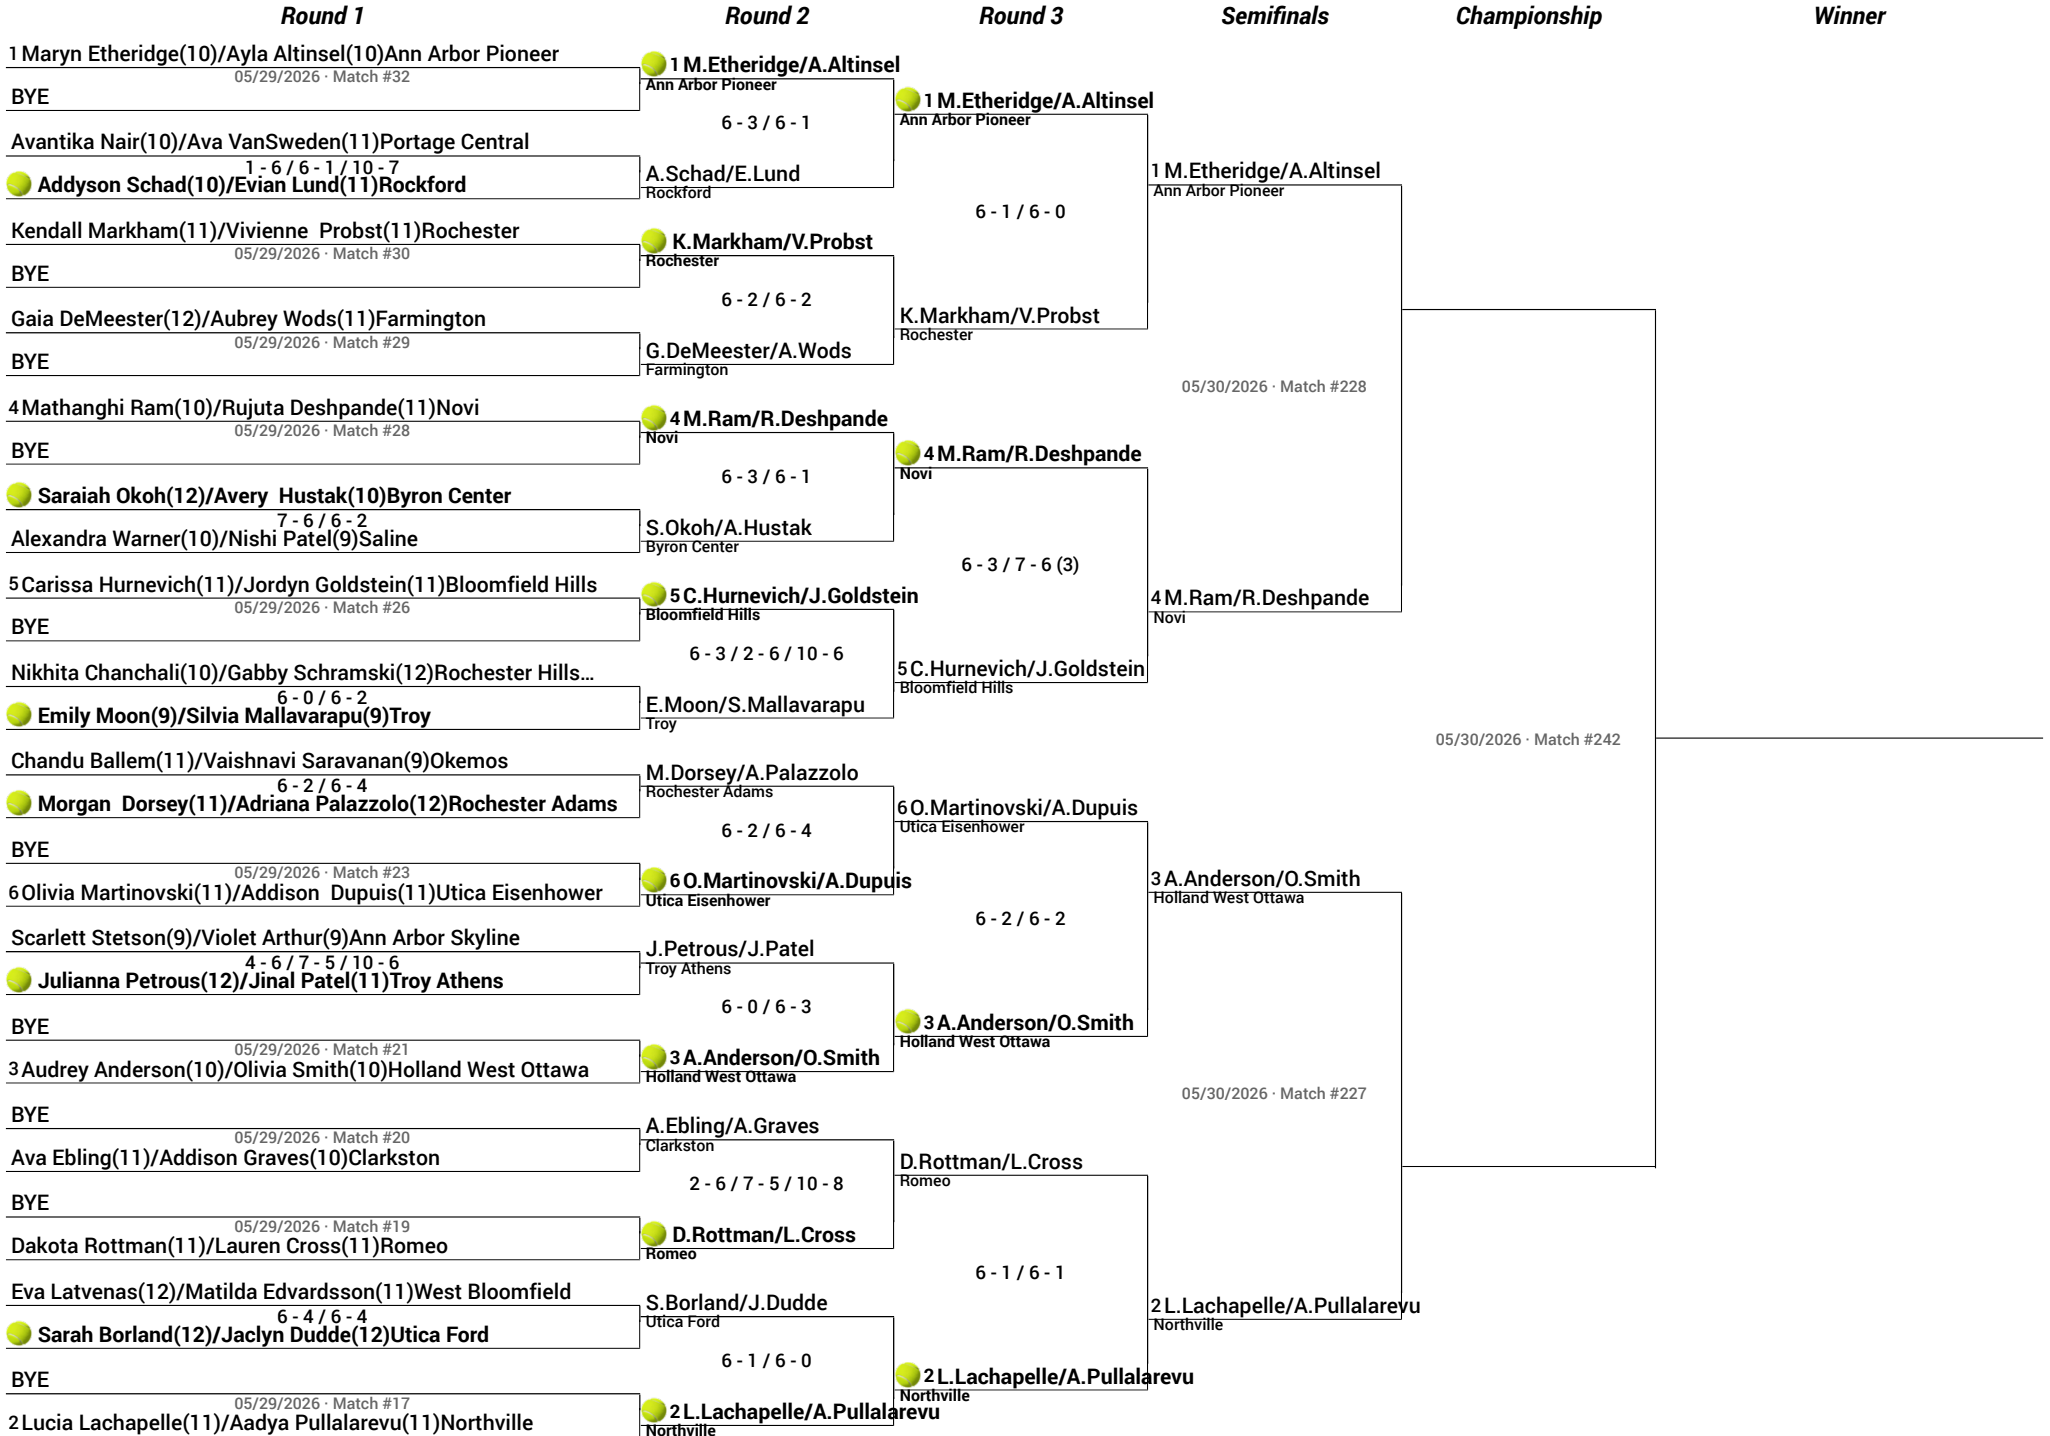 Round 1
Round 2
Round 3
Semifinals
Championship
Winner
1 Maryn Etheridge(10)/Ayla Altinsel(10)Ann Arbor Pioneer
05/29/2026 · Match #32
BYE
Avantika Nair(10)/Ava VanSweden(11)Portage Central
1 - 6 / 6 - 1 / 10 - 7
Addyson Schad(10)/Evian Lund(11)Rockford
Kendall Markham(11)/Vivienne  Probst(11)Rochester
05/29/2026 · Match #30
BYE
Gaia DeMeester(12)/Aubrey Wods(11)Farmington
05/29/2026 · Match #29
BYE
4 Mathanghi Ram(10)/Rujuta Deshpande(11)Novi
05/29/2026 · Match #28
BYE
Saraiah Okoh(12)/Avery  Hustak(10)Byron Center
7 - 6 / 6 - 2
Alexandra Warner(10)/Nishi Patel(9)Saline
5 Carissa Hurnevich(11)/Jordyn Goldstein(11)Bloomfield Hills
05/29/2026 · Match #26
BYE
Nikhita Chanchali(10)/Gabby Schramski(12)Rochester Hills...
6 - 0 / 6 - 2
Emily Moon(9)/Silvia Mallavarapu(9)Troy
Chandu Ballem(11)/Vaishnavi Saravanan(9)Okemos
6 - 2 / 6 - 4
Morgan  Dorsey(11)/Adriana Palazzolo(12)Rochester Adams
BYE
05/29/2026 · Match #23
6 Olivia Martinovski(11)/Addison  Dupuis(11)Utica Eisenhower
Scarlett Stetson(9)/Violet Arthur(9)Ann Arbor Skyline
4 - 6 / 7 - 5 / 10 - 6
Julianna Petrous(12)/Jinal Patel(11)Troy Athens
BYE
05/29/2026 · Match #21
3 Audrey Anderson(10)/Olivia Smith(10)Holland West Ottawa
BYE
05/29/2026 · Match #20
Ava Ebling(11)/Addison Graves(10)Clarkston
BYE
05/29/2026 · Match #19
Dakota Rottman(11)/Lauren Cross(11)Romeo
Eva Latvenas(12)/Matilda Edvardsson(11)West Bloomfield
6 - 4 / 6 - 4
Sarah Borland(12)/Jaclyn Dudde(12)Utica Ford
BYE
05/29/2026 · Match #17
2 Lucia Lachapelle(11)/Aadya Pullalarevu(11)Northville
1 M.Etheridge/A.Altinsel
Ann Arbor Pioneer
6 - 3 / 6 - 1
A.Schad/E.Lund
Rockford
K.Markham/V.Probst
Rochester
6 - 2 / 6 - 2
G.DeMeester/A.Wods
Farmington
4 M.Ram/R.Deshpande
Novi
6 - 3 / 6 - 1
S.Okoh/A.Hustak
Byron Center
5 C.Hurnevich/J.Goldstein
Bloomfield Hills
6 - 3 / 2 - 6 / 10 - 6
E.Moon/S.Mallavarapu
Troy
M.Dorsey/A.Palazzolo
Rochester Adams
6 - 2 / 6 - 4
6 O.Martinovski/A.Dupuis
Utica Eisenhower
J.Petrous/J.Patel
Troy Athens
6 - 0 / 6 - 3
3 A.Anderson/O.Smith
Holland West Ottawa
A.Ebling/A.Graves
Clarkston
2 - 6 / 7 - 5 / 10 - 8
D.Rottman/L.Cross
Romeo
S.Borland/J.Dudde
Utica Ford
6 - 1 / 6 - 0
2 L.Lachapelle/A.Pullalarevu
Northville
1 M.Etheridge/A.Altinsel
Ann Arbor Pioneer
6 - 1 / 6 - 0
K.Markham/V.Probst
Rochester
4 M.Ram/R.Deshpande
Novi
6 - 3 / 7 - 6 (3)
5 C.Hurnevich/J.Goldstein
Bloomfield Hills
6 O.Martinovski/A.Dupuis
Utica Eisenhower
6 - 2 / 6 - 2
3 A.Anderson/O.Smith
Holland West Ottawa
D.Rottman/L.Cross
Romeo
6 - 1 / 6 - 1
2 L.Lachapelle/A.Pullalarevu
Northville
1 M.Etheridge/A.Altinsel
Ann Arbor Pioneer
05/30/2026 · Match #228
4 M.Ram/R.Deshpande
Novi
3 A.Anderson/O.Smith
Holland West Ottawa
05/30/2026 · Match #227
2 L.Lachapelle/A.Pullalarevu
Northville
05/30/2026 · Match #242